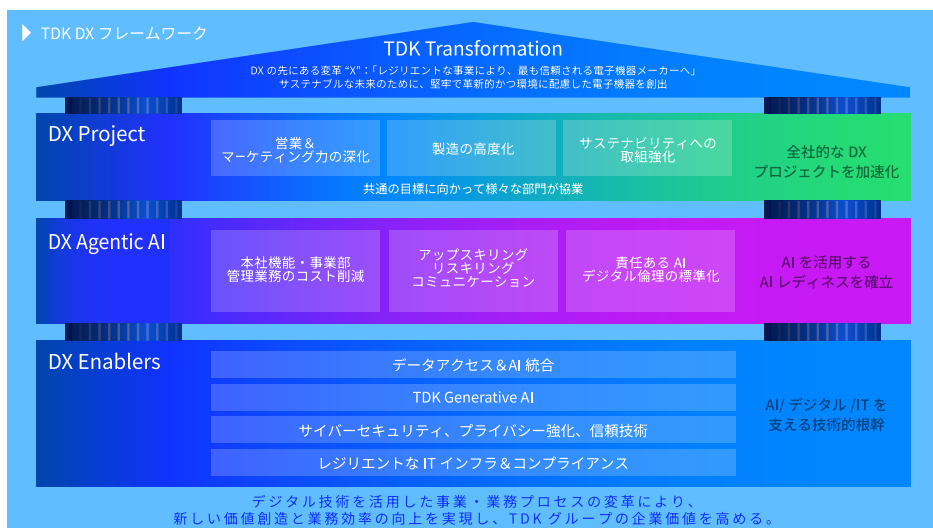 TDK DX フレームワーク
TDK Transformation
DX の先にある変革 “X”：「レジリエントな事業により、最も信頼される電子機器メーカーへ」
サステナブルな未来のために、堅牢で革新的かつ環境に配慮した電子機器を創出
DX Project
営業＆
マーケティング力の深化
製造の高度化
サステナビリティへの
取組強化
全社的な DX
プロジェクトを加速化
共通の目標に向かって様々な部門が協業
DX Agentic AI
本社機能・事業部
管理業務のコスト削減
アップスキリング
リスキリング
コミュニケーション
責任ある AI
デジタル倫理の標準化
AI を活用する
AI レディネスを確立
DX Enablers
データアクセス＆AI 統合
TDK Generative AI
サイバーセキュリティ、プライバシー強化、信頼技術
レジリエントな IT インフラ＆コンプライアンス
AI/ デジタル /IT を
支える技術的根幹
デジタル技術を活用した事業・業務プロセスの変革により、
新しい価値創造と業務効率の向上を実現し、TDK グループの企業価値を高める。